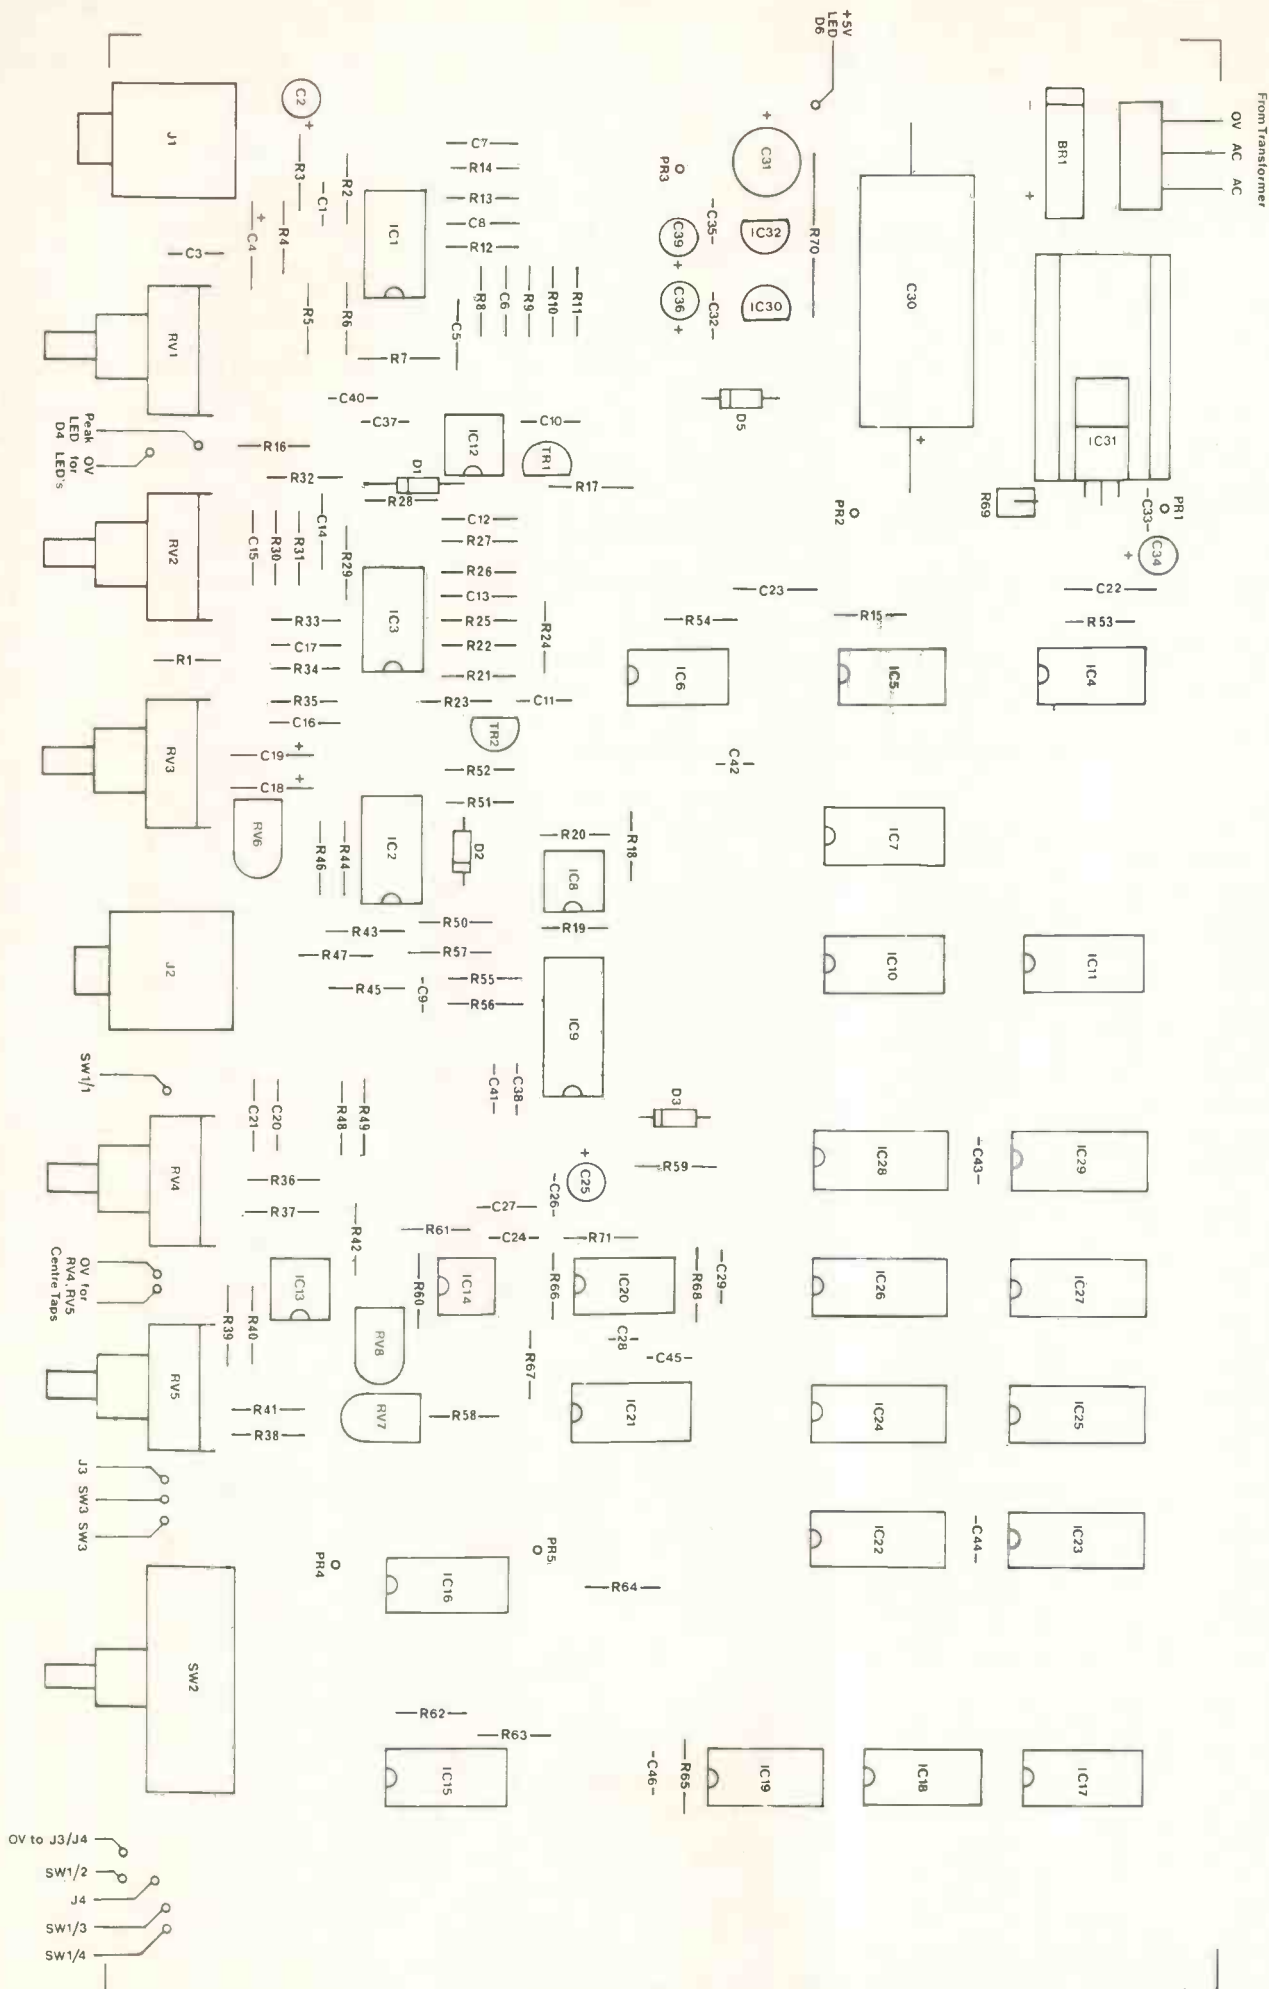 +5V
LED
D6
From Transformer
OV AC AC
J1
C2
+
R3
C1
R2
IC1
C7
R14
R13
C8
R12
PR3
C35
C39
+
C36
+
C32
+
C31
IC32
IC30
R70
C30
+
-
BR1
+
C3
+
C4
R4
R5
R6
R7
C5
R8
C6
R9
R10
R11
D5
IC31
R69
PR1
C33
+
C34
PR2
RV1
C40
C37
IC12
C10
TR1
Peak
LED
D4
OV
for
LED's
R16
R32
D1
R28
R17
RV2
C15
R30
R31
C14
R29
C12
R27
R26
C13
IC3
R25
R22
R21
R24
R33
C17
R34
R1
R35
C16
R23
C11
TR2
C23
R54
R15
C22
R53
IC6
IC5
IC4
RV3
C19
+
C18
+
R52
R51
C42
RV6
R46
R44
IC2
D2
R20
R18
IC8
IC7
J2
R43
R50
R19
R47
R57
R45
C9
R55
R56
IC9
IC10
IC11
SW1/1
C21
C20
R48
R49
C41
C38
D3
RV4
R36
R37
R42
+
C25
C26
C27
R59
R61
C24
R71
IC28
C43
IC29
OV for
RV4, RV5
Centre Taps
IC13
R60
IC14
R66
IC20
R68
C29
IC26
IC27
R39
R40
RV8
C28
C45
R67
RV5
R41
R38
RV7
R58
IC21
IC24
IC25
J3
SW3
SW3
PR4
IC16
PR5
R64
IC22
C44
IC23
SW2
R62
R63
IC15
C46
R65
IC19
IC18
IC17
OV to J3/J4
SW1/2
J4
SW1/3
SW1/4